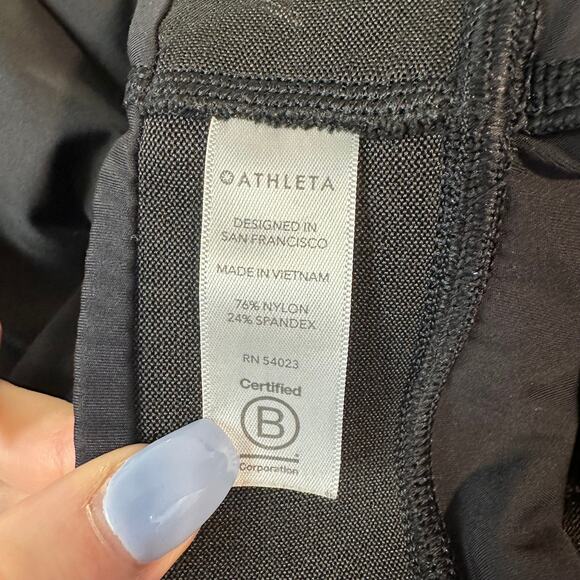 ATHLETA
DESIGNED IN
SAN FRANCISCO
MADE IN VIETNAM
76% NYLON
24% SPANDEX
RN 54023
Certified
B
Corporation